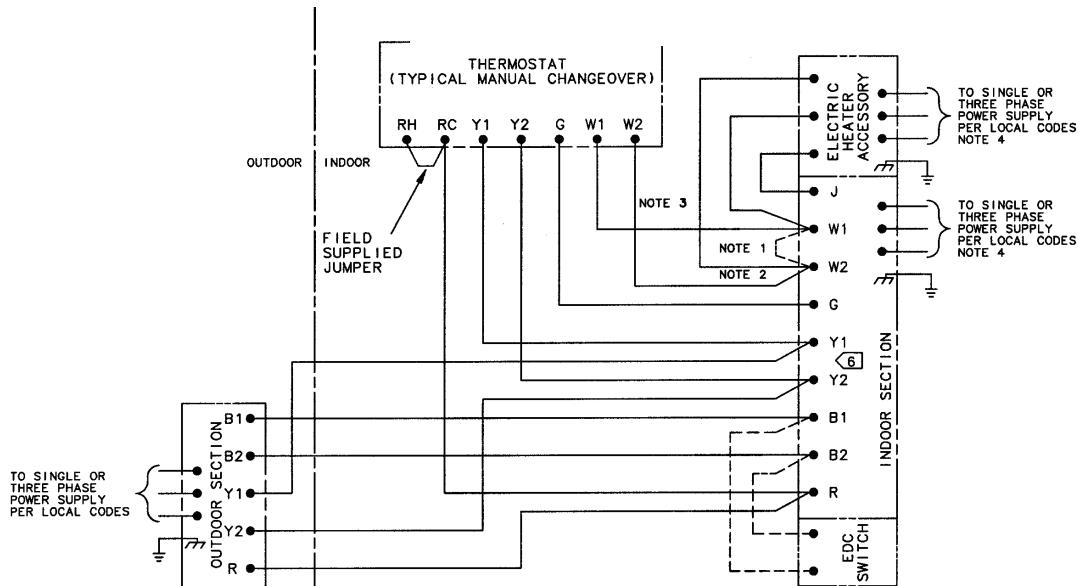 THERMOSTAT
(TYPICAL MANUAL CHANGEOVER)
RH RC Y1 Y2 G W1 W2
OUTDOOR INDOOR
FIELD
SUPPLIED
JUMPER
NOTE 3
NOTE 1
NOTE 2
ELECTRIC
HEATER
ACCESSORY
TO SINGLE OR
THREE PHASE
POWER SUPPLY
PER LOCAL CODES
NOTE 4
J
W1
W2
G
Y1
6
Y2
B1
B2
R
INDOOR SECTION
TO SINGLE OR
THREE PHASE
POWER SUPPLY
PER LOCAL CODES
NOTE 4
EDC
SWITCH
TO SINGLE OR
THREE PHASE
POWER SUPPLY
PER LOCAL CODES
OUTDOOR SECTION
B1
B2
Y1
Y2
R